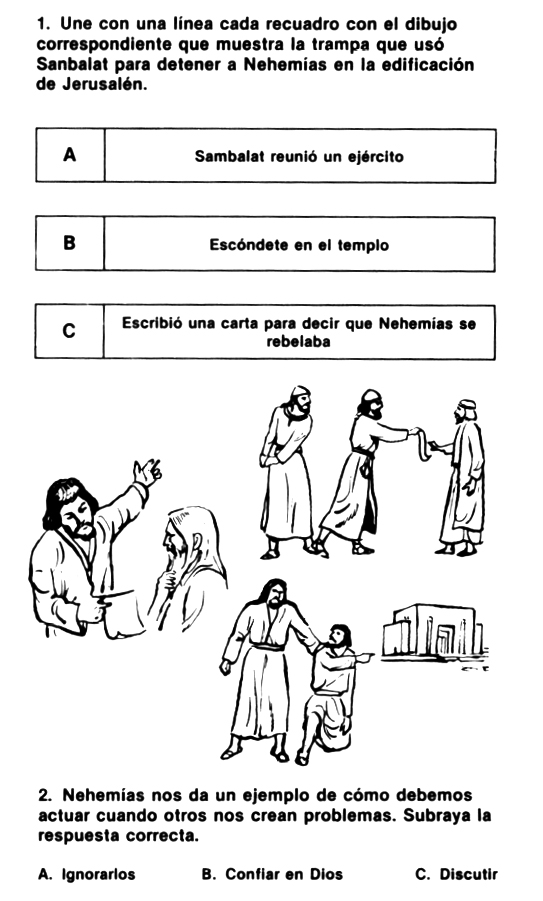 1. Une con una línea cada recuadro con el dibujo
correspondiente que muestra la trampa que usó
Sanbalat para detener a Nehemías en la edificación
de Jerusalén.
A Sambalat reunió un ejército
B Escóndete en el templo
C Escribió una carta para decir que Nehemías se
rebelaba
2. Nehemías nos da un ejemplo de cómo debemos
actuar cuando otros nos crean problemas. Subraya la
respuesta correcta.
A. Ignorarlos B. Confiar en Dios C. Discutir